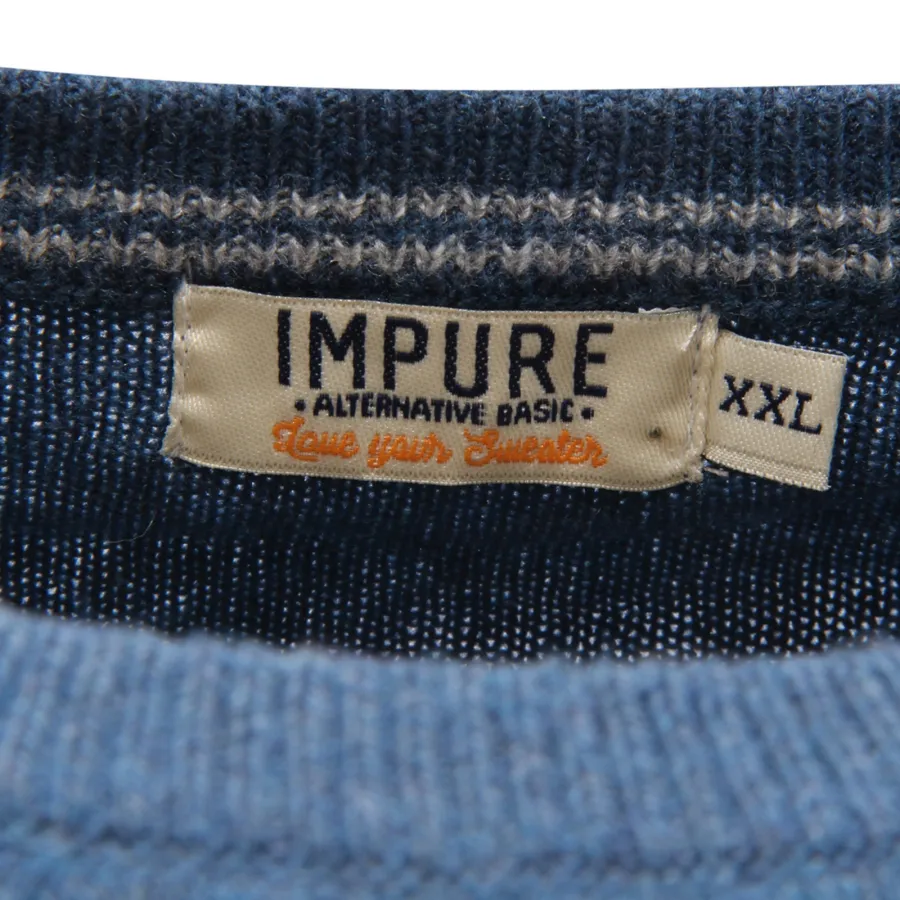 IMPURE
• ALTERNATIVE BASIC •
Love your Sweater
XXL